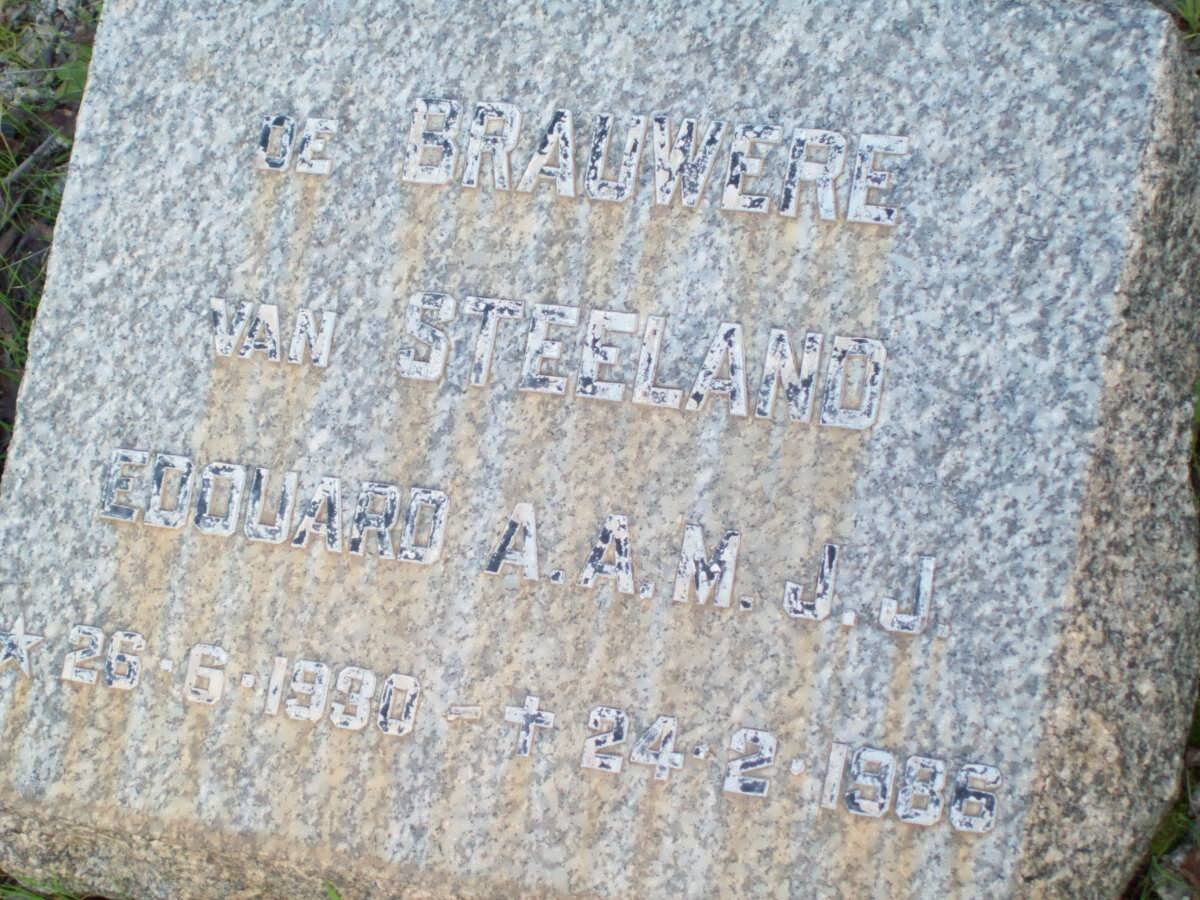 DE BRAUWERE
VAN STEELAND
EDOUARD A.A.M.J.J.
★ 26·6·1930 – † 24·2·1986